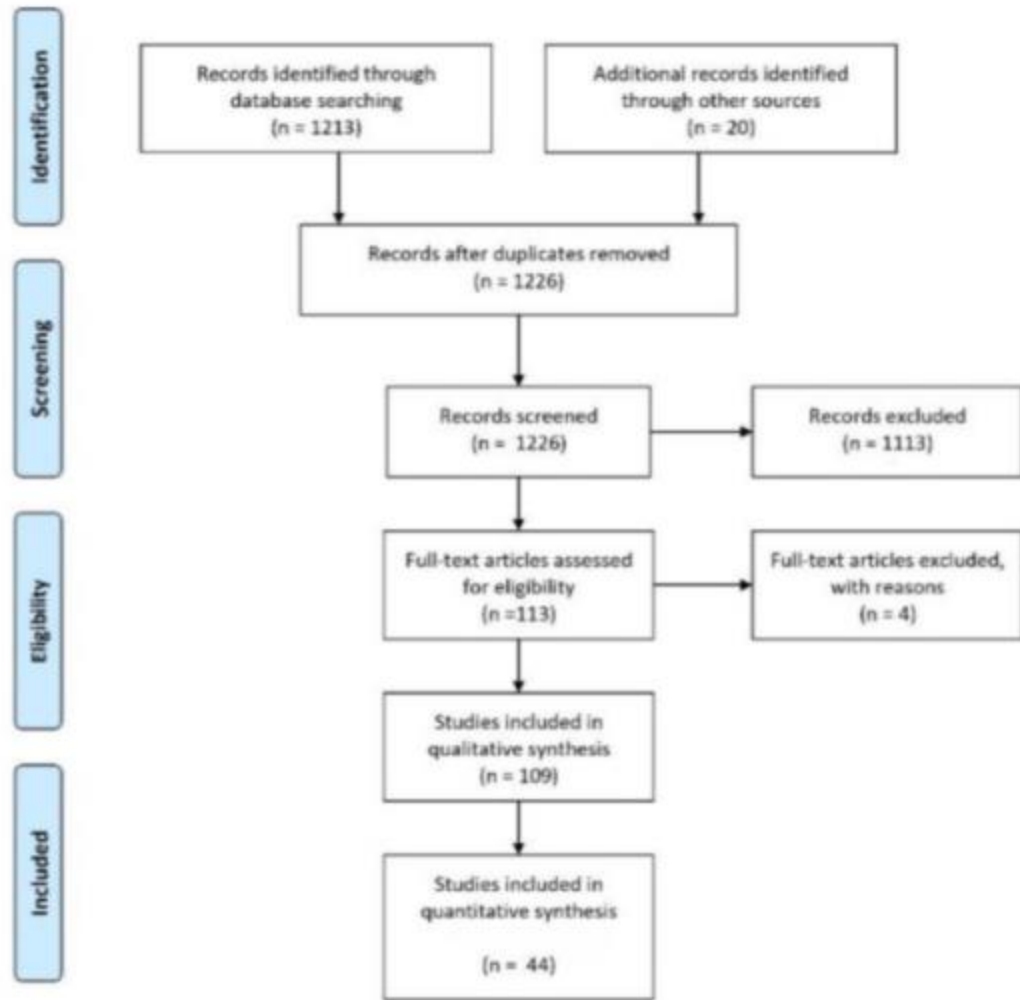 Identification
Records identified through
database searching
(n = 1213)
Additional records identified
through other sources
(n = 20)
Records after duplicates removed
(n = 1226)
Screening
Records screened
(n = 1226)
Records excluded
(n = 1113)
Eligibility
Full-text articles assessed
for eligibility
(n =113)
Full-text articles excluded,
with reasons
(n = 4)
Studies included in
qualitative synthesis
(n = 109)
Included
Studies included in
quantitative synthesis
(n = 44)